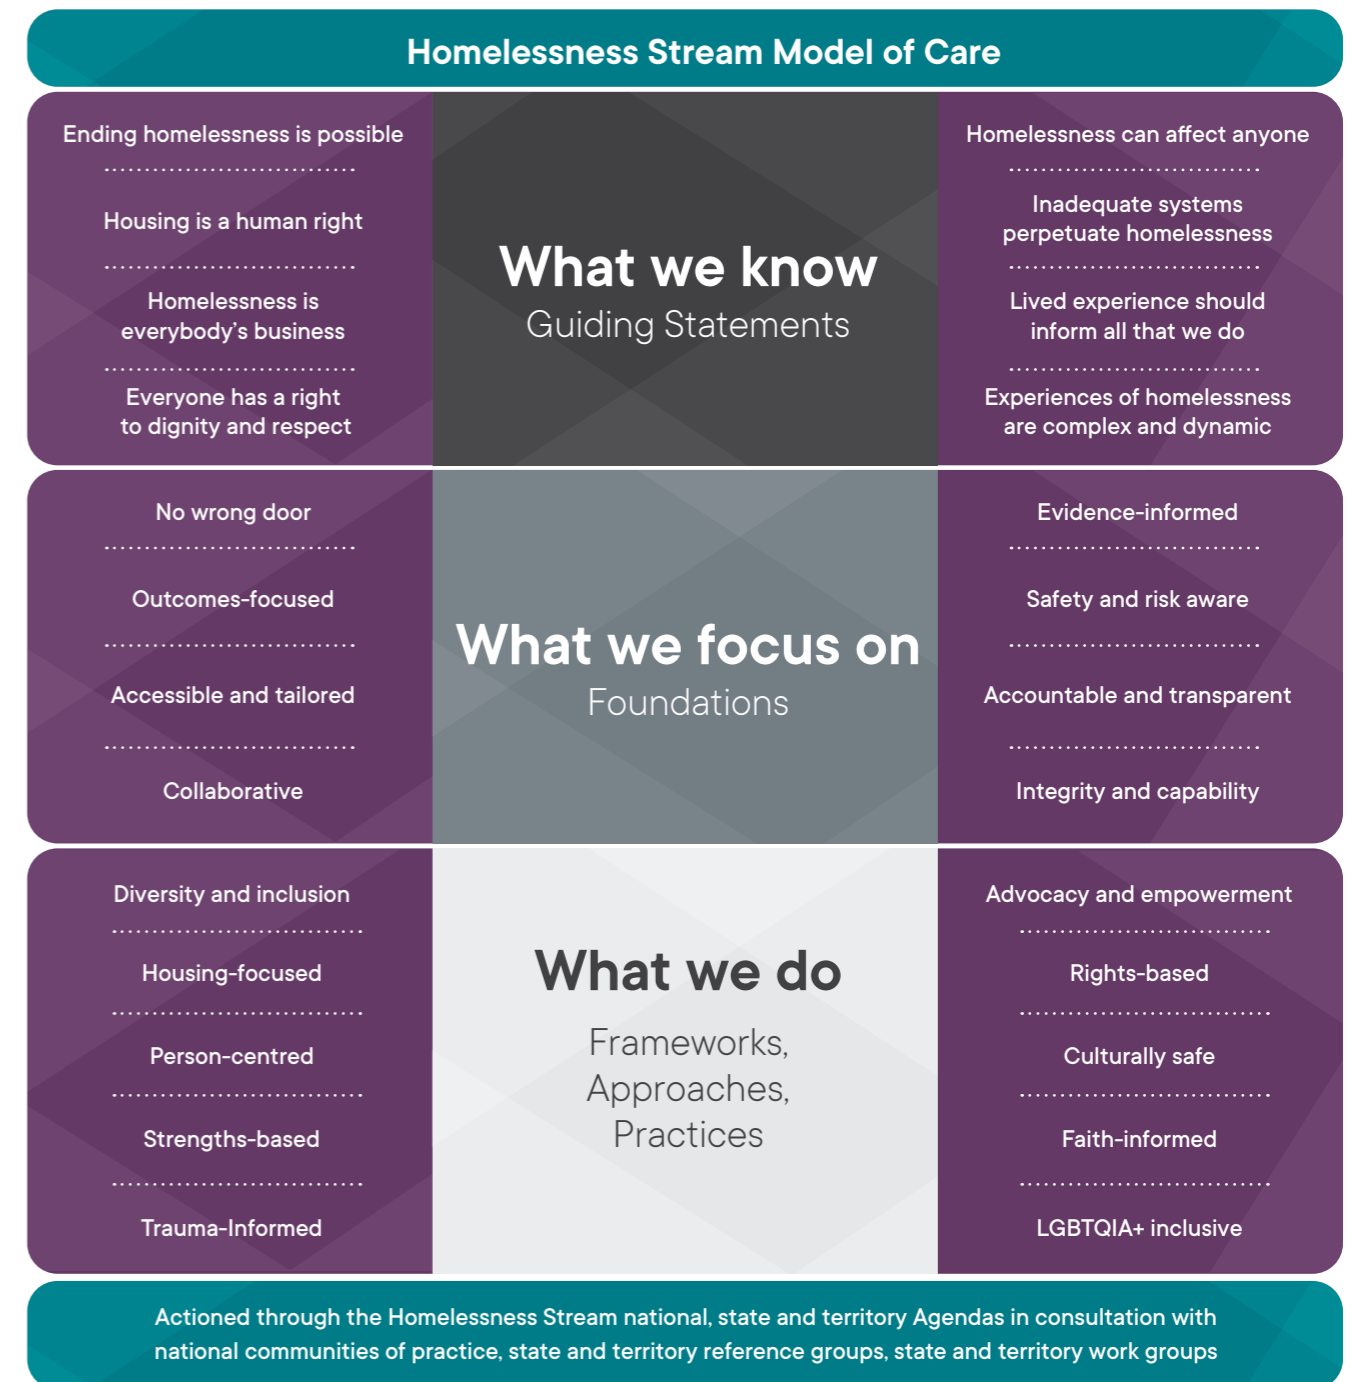 Homelessness Stream Model of Care
Ending homelessness is possible
Housing is a human right
Homelessness is
everybody's business
Everyone has a right
to dignity and respect
What we know
Guiding Statements
Homelessness can affect anyone
Inadequate systems
perpetuate homelessness
Lived experience should
inform all that we do
Experiences of homelessness
are complex and dynamic
No wrong door
Outcomes-focused
Accessible and tailored
Collaborative
What we focus on
Foundations
Evidence-informed
Safety and risk aware
Accountable and transparent
Integrity and capability
Diversity and inclusion
Housing-focused
Person-centred
Strengths-based
Trauma-Informed
What we do
Frameworks,
Approaches,
Practices
Advocacy and empowerment
Rights-based
Culturally safe
Faith-informed
LGBTQIA+ inclusive
Actioned through the Homelessness Stream national, state and territory Agendas in consultation with
national communities of practice, state and territory reference groups, state and territory work groups